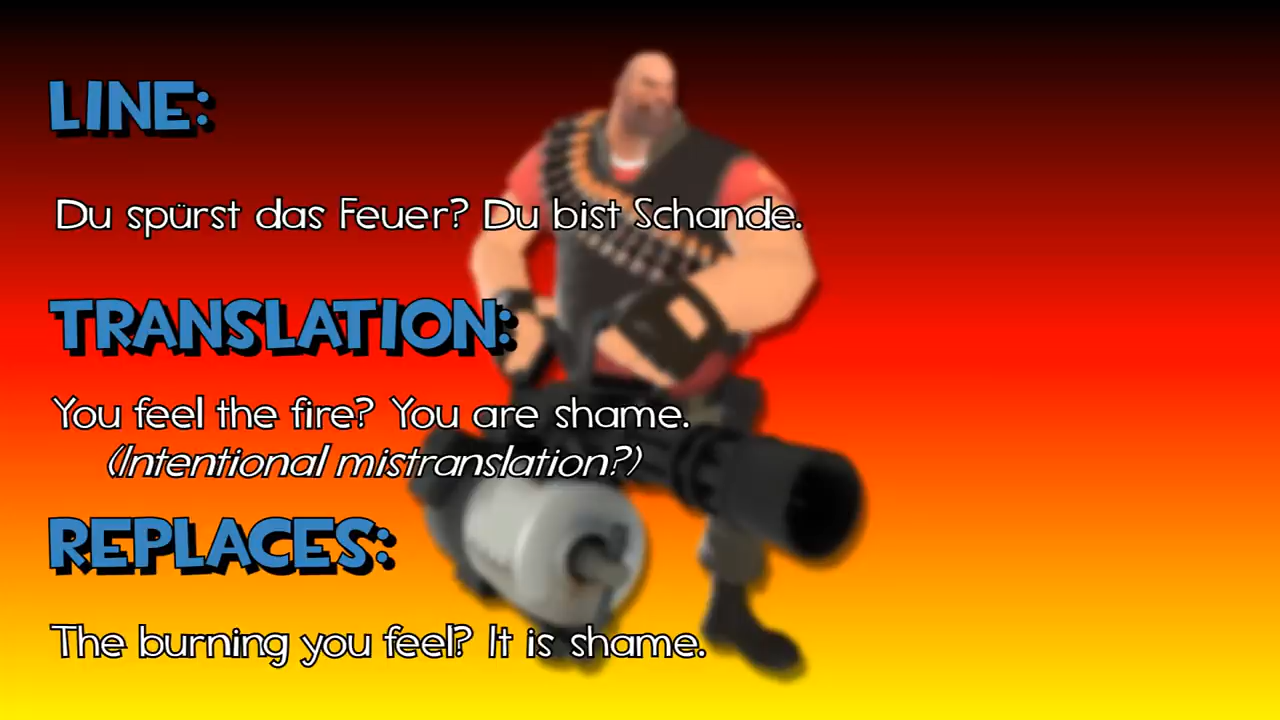 LINE:
Du spürst das Feuer? Du bist Schande.
TRANSLATION:
You feel the fire? You are shame.
(Intentional mistranslation?)
REPLACES:
The burning you feel? It is shame.